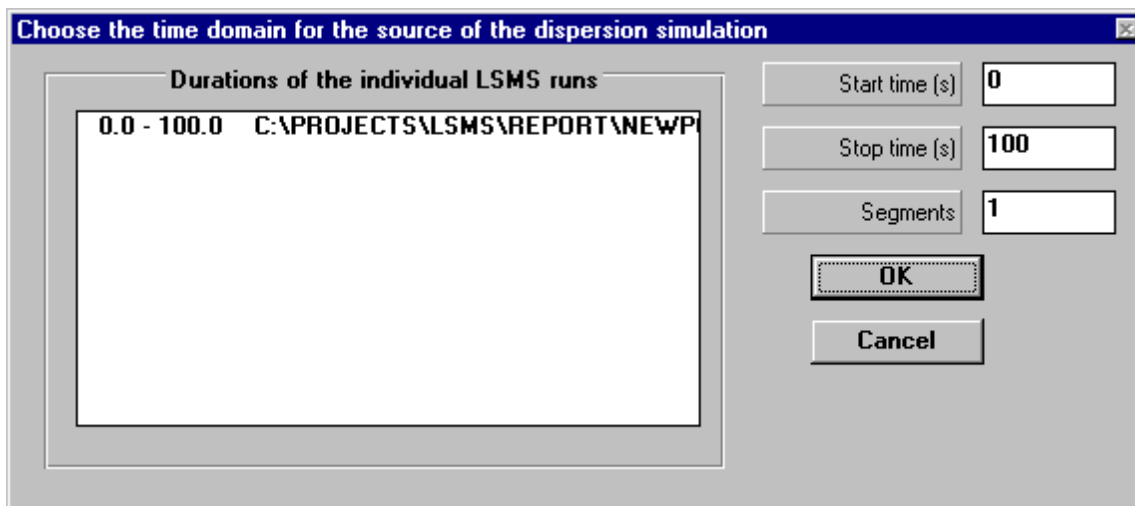 Choose the time domain for the source of the dispersion simulation
Durations of the individual LSMS runs
0.0 - 100.0 C:\PROJECTS\LSMS\REPORT\NEWP
Start time (s) 0
Stop time (s) 100
Segments 1
OK
Cancel